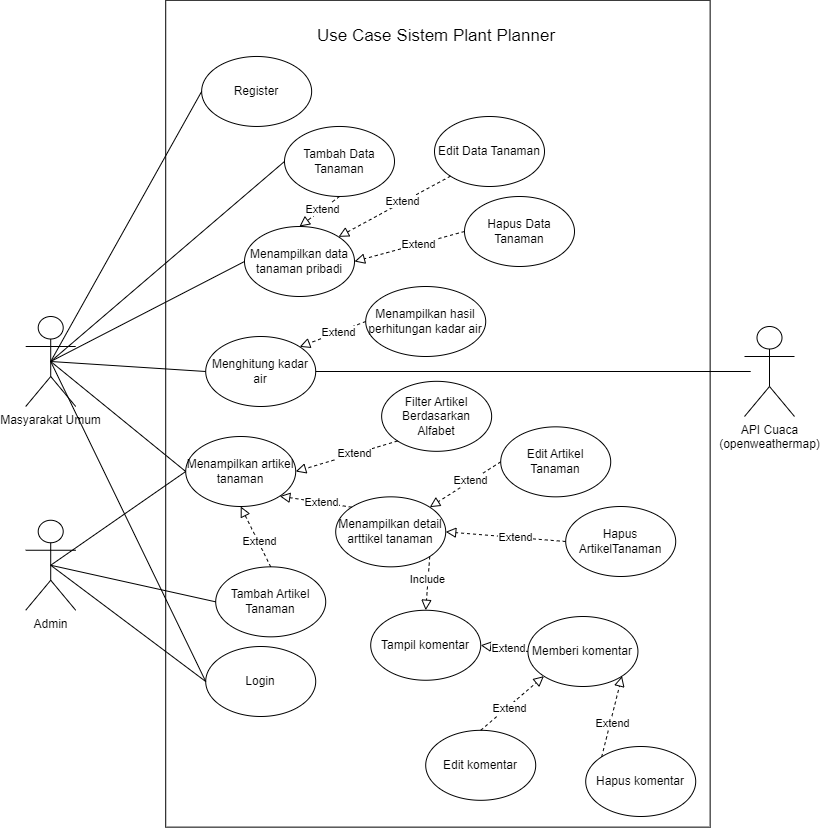 Use Case Sistem Plant Planner
Register
Tambah Data
Tanaman
Edit Data Tanaman
Extend
Extend
Hapus Data
Tanaman
Extend
Menampilkan data
tanaman pribadi
Menampilkan hasil
perhitungan kadar air
Extend
Menghitung kadar
air
Masyarakat Umum
API Cuaca
(openweathermap)
Filter Artikel
Berdasarkan
Alfabet
Extend
Menampilkan artikel
tanaman
Edit Artikel
Tanaman
Extend
Extend
Menampilkan detail
arttikel tanaman
Extend
Hapus
ArtikelTanaman
Extend
Include
Tambah Artikel
Tanaman
Admin
Tampil komentar
Extend
Memberi komentar
Login
Extend
Extend
Edit komentar
Hapus komentar